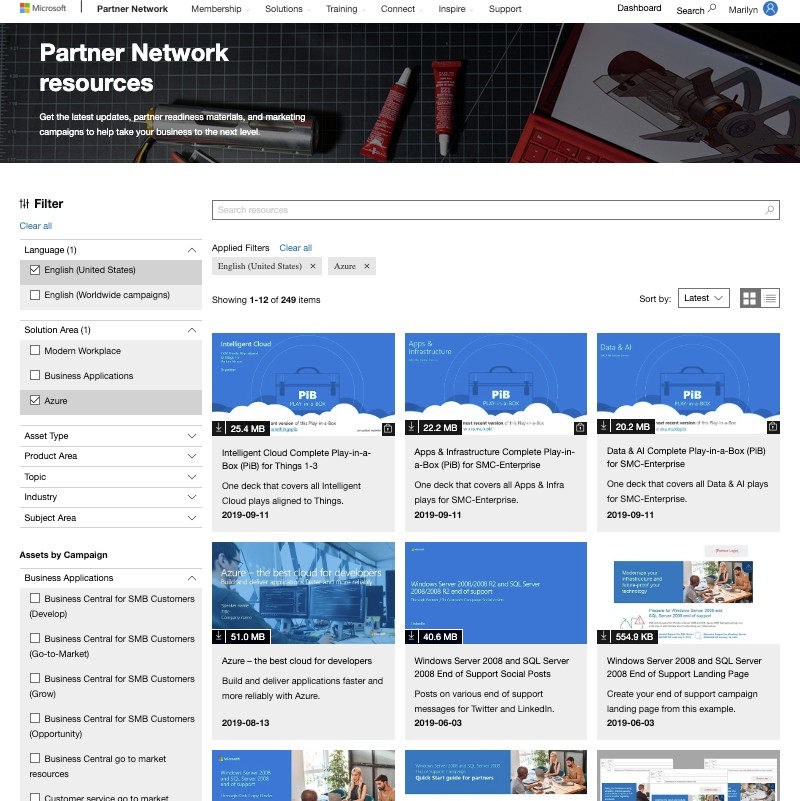 Microsoft
Partner Network
Membership
Solutions
Training
Connect
Inspire
Support
Dashboard
Search
Marilyn
Partner Network
resources
Get the latest updates, partner readiness materials, and marketing
campaigns to help take your business to the next level.
Filter
Clear all
Language (1)
English (United States)
English (Worldwide campaigns)
Solution Area (1)
Modern Workplace
Business Applications
Azure
Asset Type
Product Area
Topic
Industry
Subject Area
Assets by Campaign
Business Applications
Business Central for SMB Customers
(Develop)
Business Central for SMB Customers
(Go-to-Market)
Business Central for SMB Customers
(Grow)
Business Central for SMB Customers
(Opportunity)
Business Central go to market
resources
Customer service go to market
Search resources
Applied Filters
Clear all
English (United States) ×
Azure ×
Showing 1-12 of 249 items
Sort by:
Latest
Intelligent Cloud
PiB
PLAY-in-a-BOX
25.4 MB
Intelligent Cloud Complete Play-in-a-
Box (PiB) for Things 1-3
One deck that covers all Intelligent
Cloud plays aligned to Things.
2019-09-11
Apps &
Infrastructure
PiB
PLAY-in-a-BOX
most recent version of this Play-in-a-Box
22.2 MB
Apps & Infrastructure Complete Play-in-
a-Box (PiB) for SMC-Enterprise
One deck that covers all Apps & Infra
plays for SMC-Enterprise.
2019-09-11
Data & AI
PiB
PLAY-in-a-BOX
20.2 MB
Data & AI Complete Play-in-a-Box (PiB)
for SMC-Enterprise
One deck that covers all Data & AI plays
for SMC-Enterprise.
2019-09-11
Azure – the best cloud for developers
Build and deliver applications faster and more reliably
Speaker name
Title
Company name
51.0 MB
Azure – the best cloud for developers
Build and deliver applications faster and
more reliably with Azure.
2019-08-13
Windows Server 2008/2008 R2 and SQL Server
2008/2008 R2 end of support
LinkedIn
40.6 MB
Windows Server 2008 and SQL Server
2008 End of Support Social Posts
Posts on various end of support
messages for Twitter and LinkedIn.
2019-06-03
[Partner Logo]
Modernize your
infrastructure and
future-proof your
technology
Prepare for Windows Server 2008 and
SQL Server 2008 end of support
554.9 KB
Windows Server 2008 and SQL Server
2008 End of Support Landing Page
Create your end of support campaign
landing page from this example.
2019-06-03
Microsoft
Windows Server 2008
and SQL Server 2008
end of support
Windows Server 2008 and SQL Server 2008
End of Support Campaign
Quick Start guide for partners